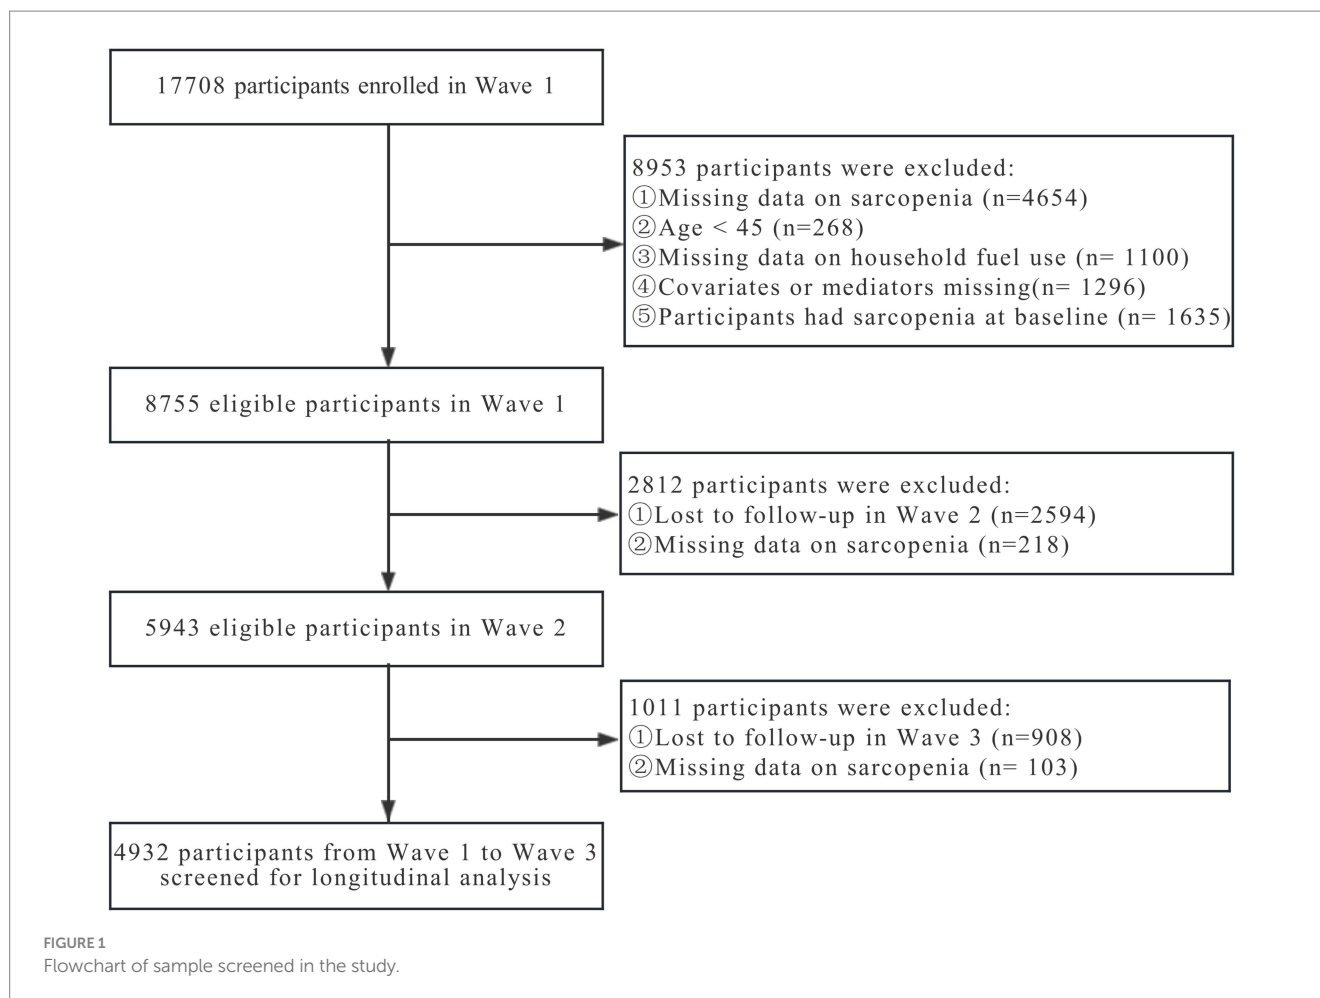 17708 participants enrolled in Wave 1
8953 participants were excluded:
①Missing data on sarcopenia (n=4654)
②Age < 45 (n=268)
③Missing data on household fuel use (n= 1100)
④Covariates or mediators missing(n= 1296)
⑤Participants had sarcopenia at baseline (n= 1635)
8755 eligible participants in Wave 1
2812 participants were excluded:
①Lost to follow-up in Wave 2 (n=2594)
②Missing data on sarcopenia (n=218)
5943 eligible participants in Wave 2
1011 participants were excluded:
①Lost to follow-up in Wave 3 (n=908)
②Missing data on sarcopenia (n= 103)
4932 participants from Wave 1 to Wave 3
screened for longitudinal analysis
FIGURE 1
Flowchart of sample screened in the study.